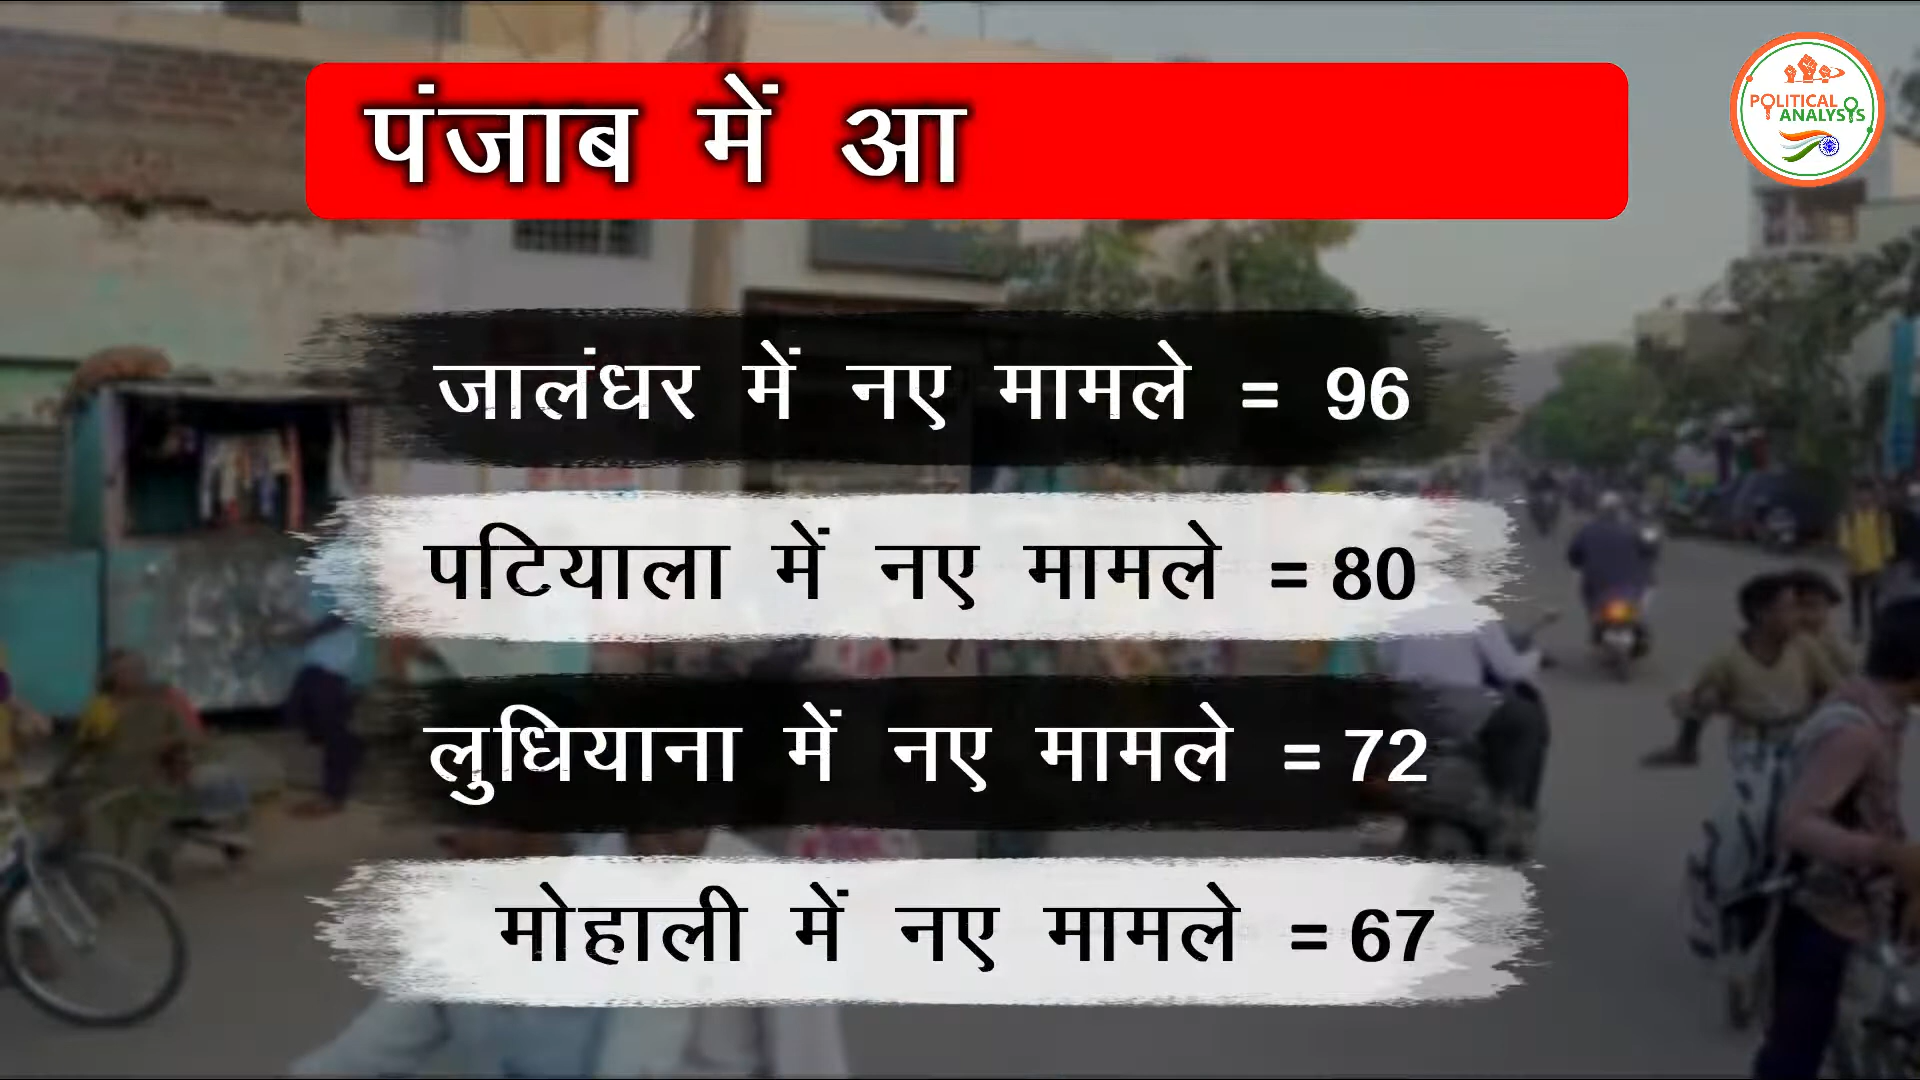 पंजाब में आ
POLITICAL
ANALYSIS
जालंधर में नए मामले = 96
पटियाला में नए मामले = 80
लुधियाना में नए मामले = 72
मोहाली में नए मामले = 67